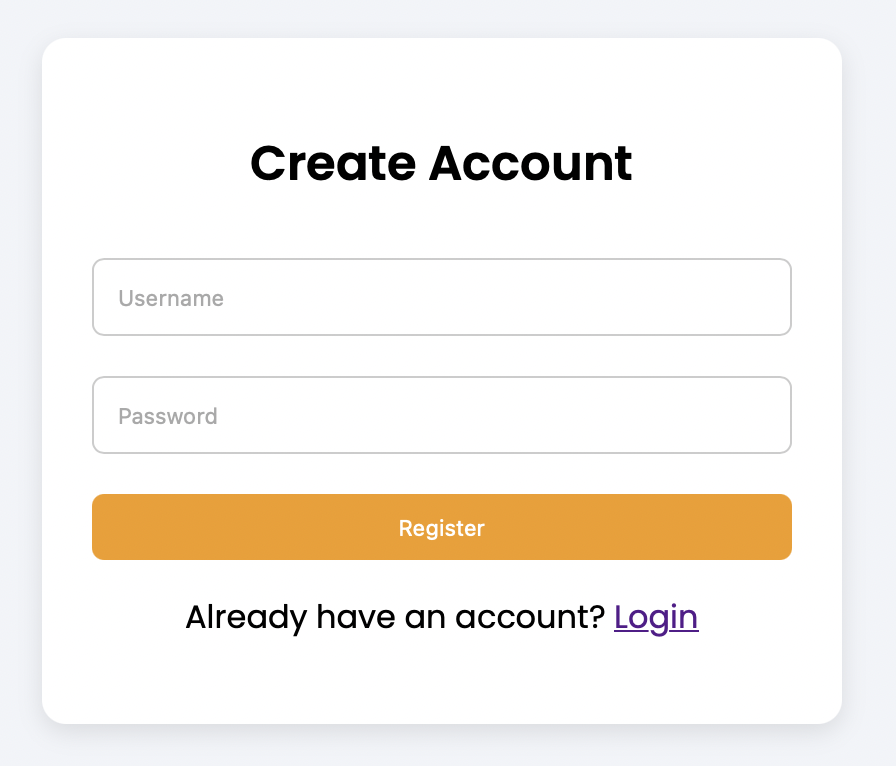 Create Account
Username
Password
Register
Already have an account? Login